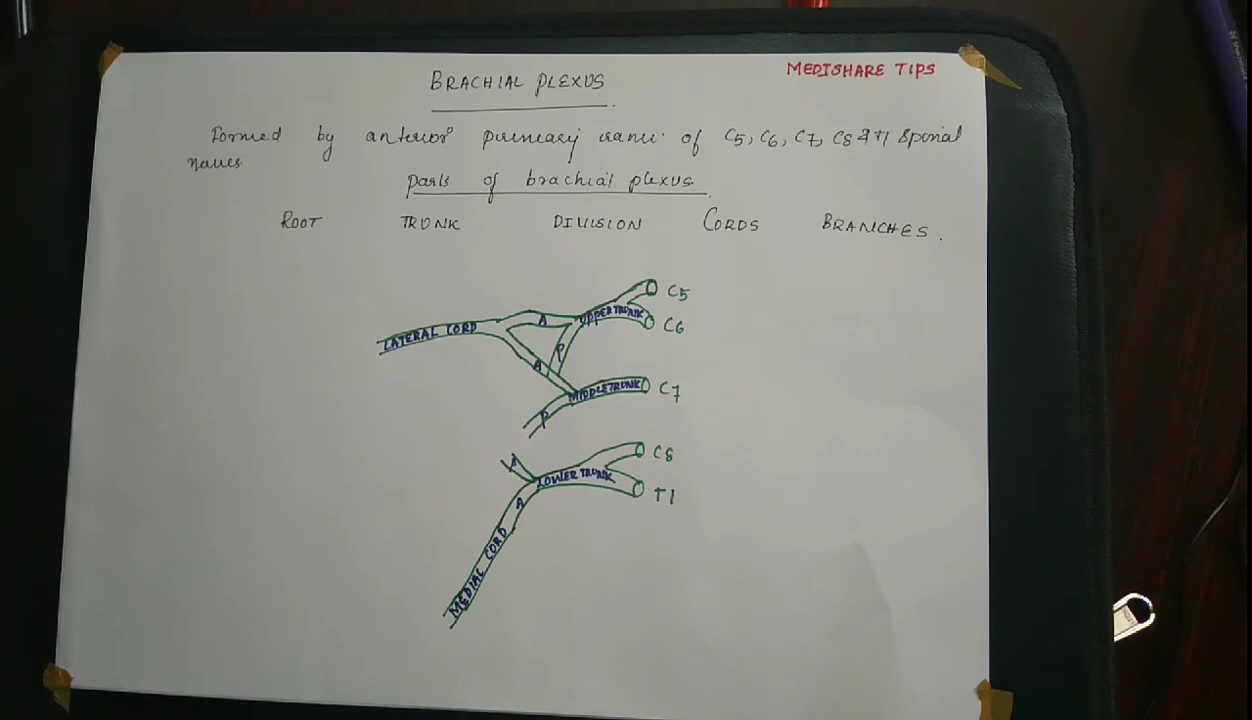 BRACHIAL PLEXUS
MEDISHARE TIPS
Formed by anterior primary rami of C5, C6, C7, C8 & T1 Spinal
nerves
Parts of brachial plexus.
ROOT TRUNK DIVISION CORDS BRANCHES.
C5
LATERAL CORD A UPPER TRUNK C6
P
A
MIDDLE TRUNK C7
P
C8
A
LOWER TRUNK
A
T1
MEDIAL CORD